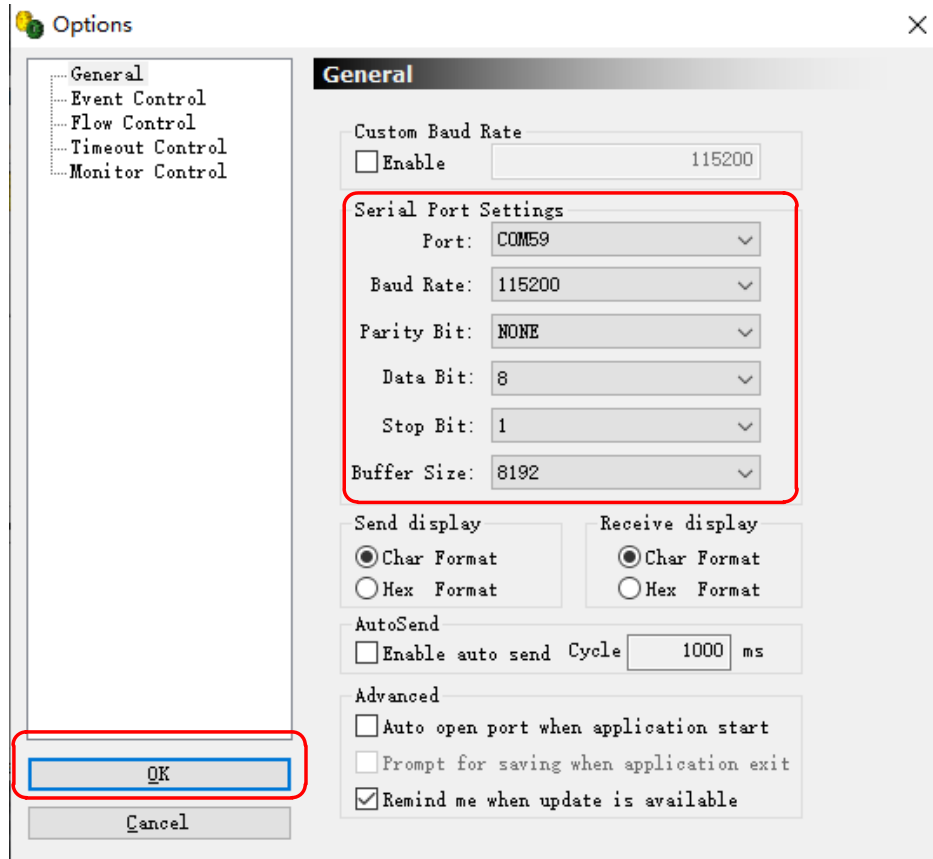 Options
General
Event Control
Flow Control
Timeout Control
Monitor Control
OK
Cancel
General
Custom Baud Rate
Enable 115200
Serial Port Settings
Port: COM59
Baud Rate: 115200
Parity Bit: NONE
Data Bit: 8
Stop Bit: 1
Buffer Size: 8192
Send display
Char Format
Hex Format
Receive display
Char Format
Hex Format
AutoSend
Enable auto send Cycle 1000 ms
Advanced
Auto open port when application start
Prompt for saving when application exit
Remind me when update is available